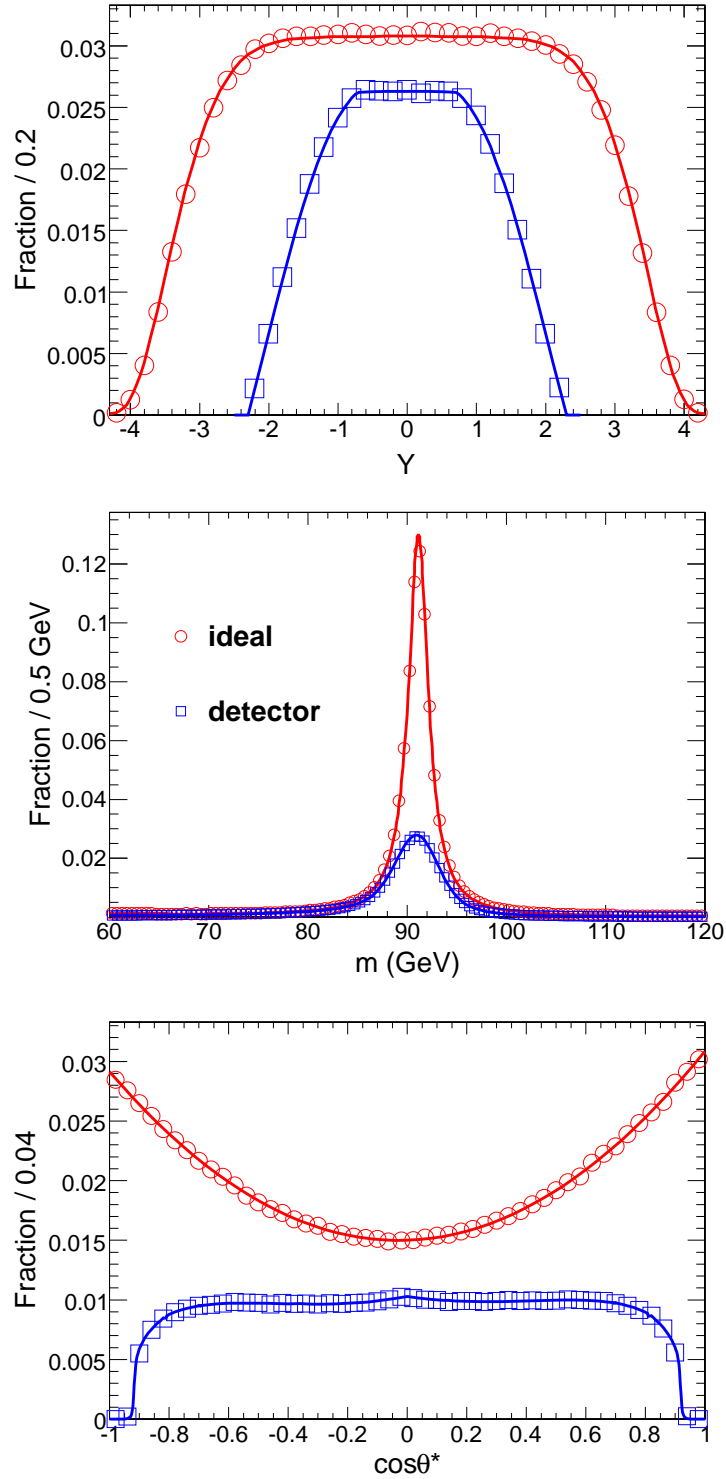 Fraction / 0.2
0.03
0.025
0.02
0.015
0.01
0.005
0
-4 -3 -2 -1 0 1 2 3 4
Y
Fraction / 0.5 GeV
0.12
0.1
0.08
0.06
0.04
0.02
ideal
detector
60 70 80 90 100 110 120
m (GeV)
Fraction / 0.04
0.03
0.025
0.02
0.015
0.01
0.005
0
-1 -0.8 -0.6 -0.4 -0.2 0 0.2 0.4 0.6 0.8 1
cosθ*